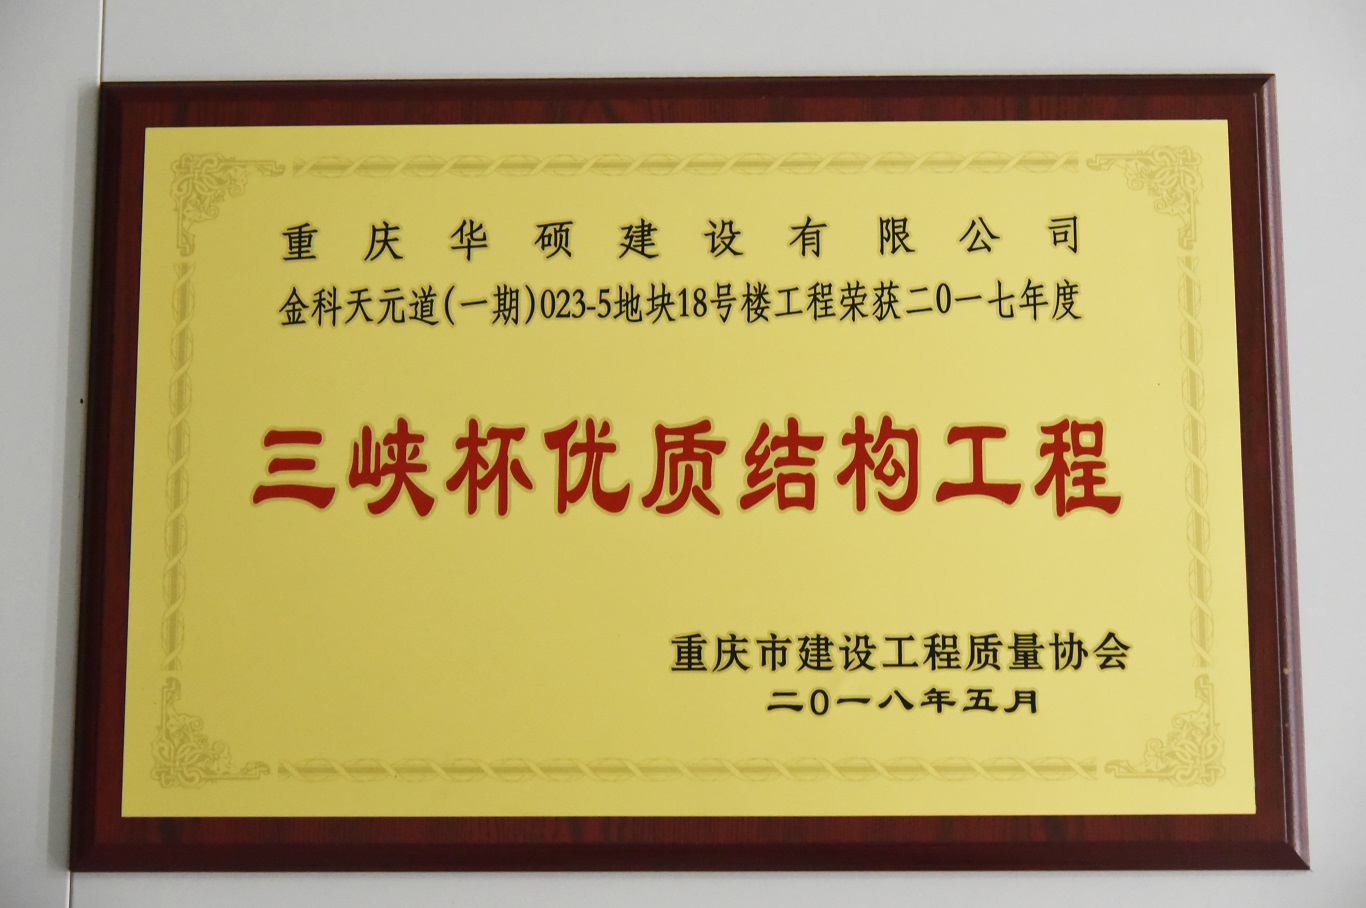 重庆华硕建设有限公司
金科天元道(一期)023-5地块18号楼工程荣获二0一七年度
三峡杯优质结构工程
重庆市建设工程质量协会
二0一八年五月